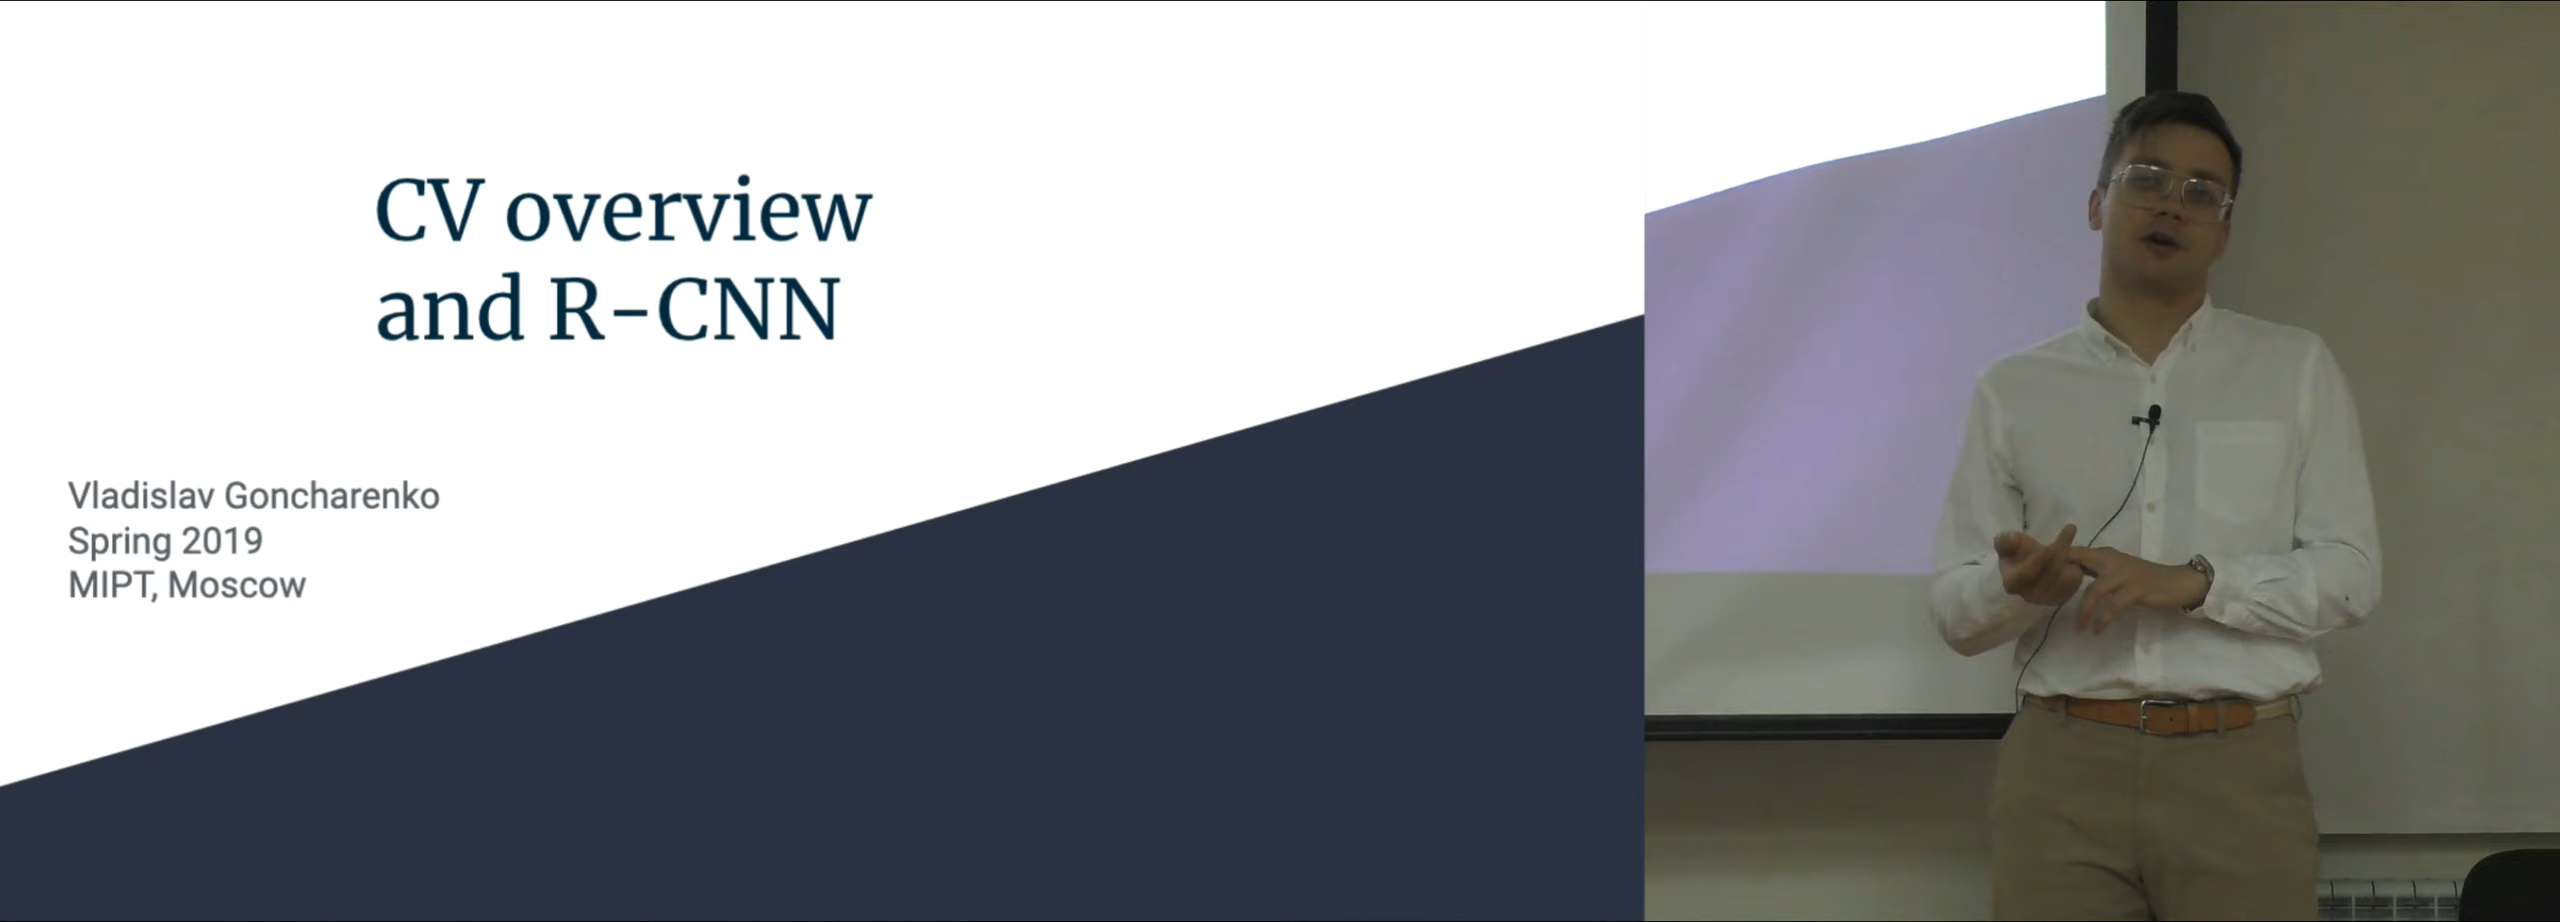 CV overview
and R-CNN
Vladislav Goncharenko
Spring 2019
MIPT, Moscow